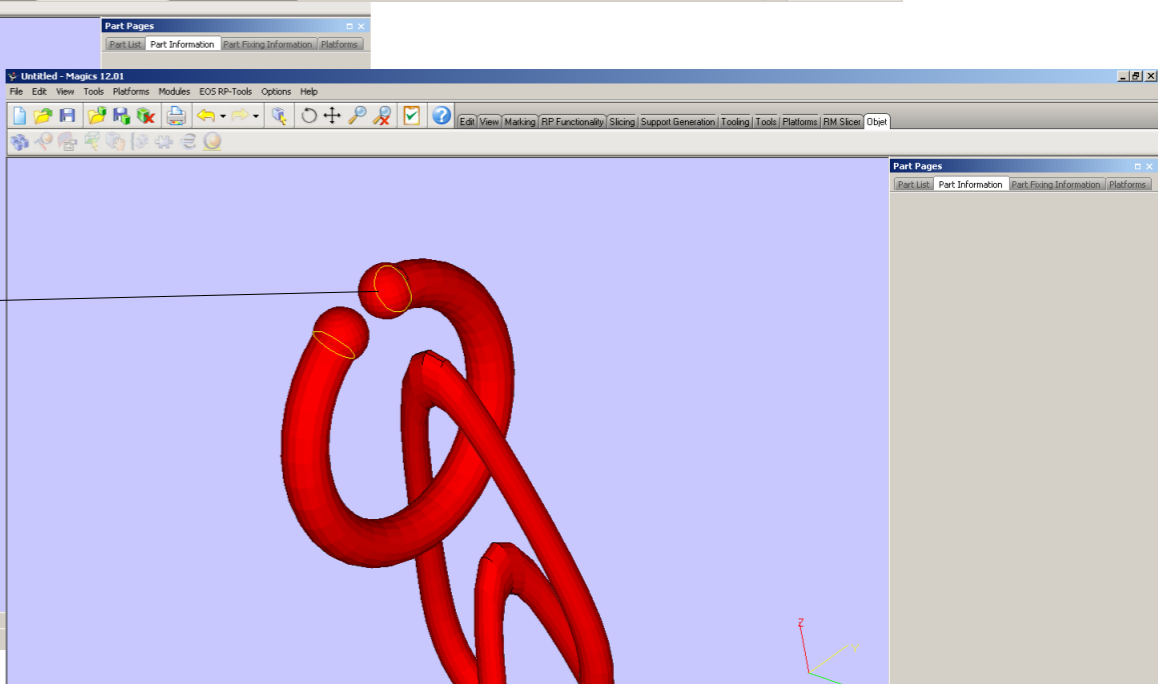 Part Pages
Part List Part Information Part Fixing Information Platforms
Untitled - Magics 12.01
File Edit View Tools Platforms Modules EOS RP-Tools Options Help
Edit View Marking RP Functionality Slicing Support Generation Tooling Tools Platforms RM Slicer Objet
Part Pages
Part List Part Information Part Fixing Information Platforms
Z
Y